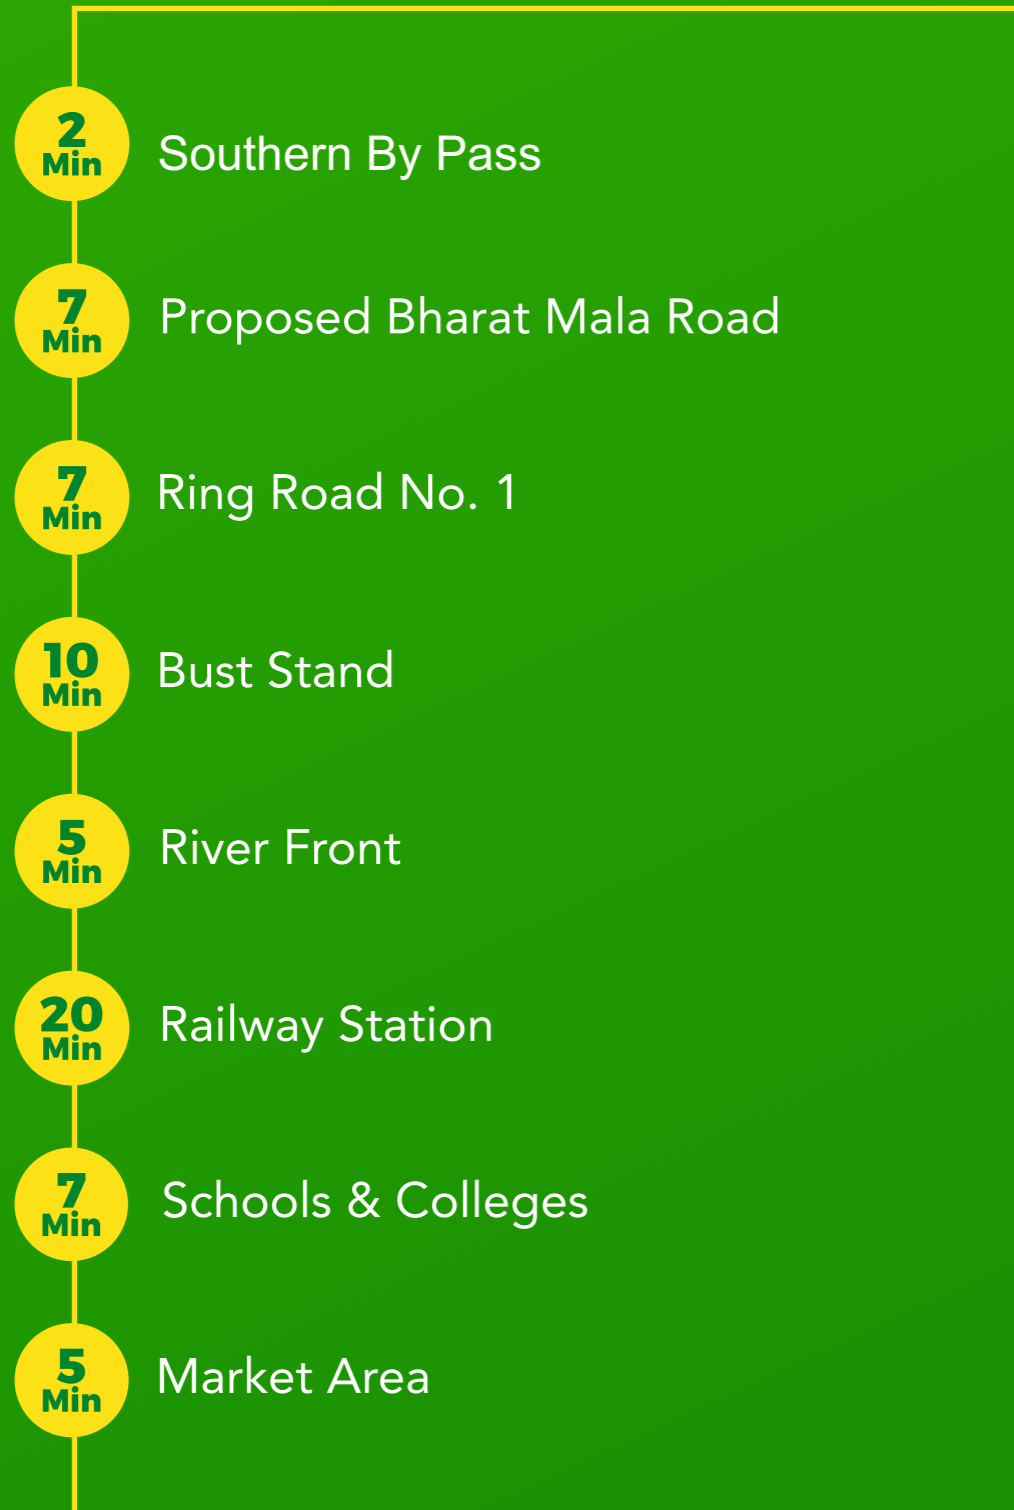 2
Min
Southern By Pass
7
Min
Proposed Bharat Mala Road
7
Min
Ring Road No. 1
10
Min
Bust Stand
5
Min
River Front
20
Min
Railway Station
7
Min
Schools & Colleges
5
Min
Market Area